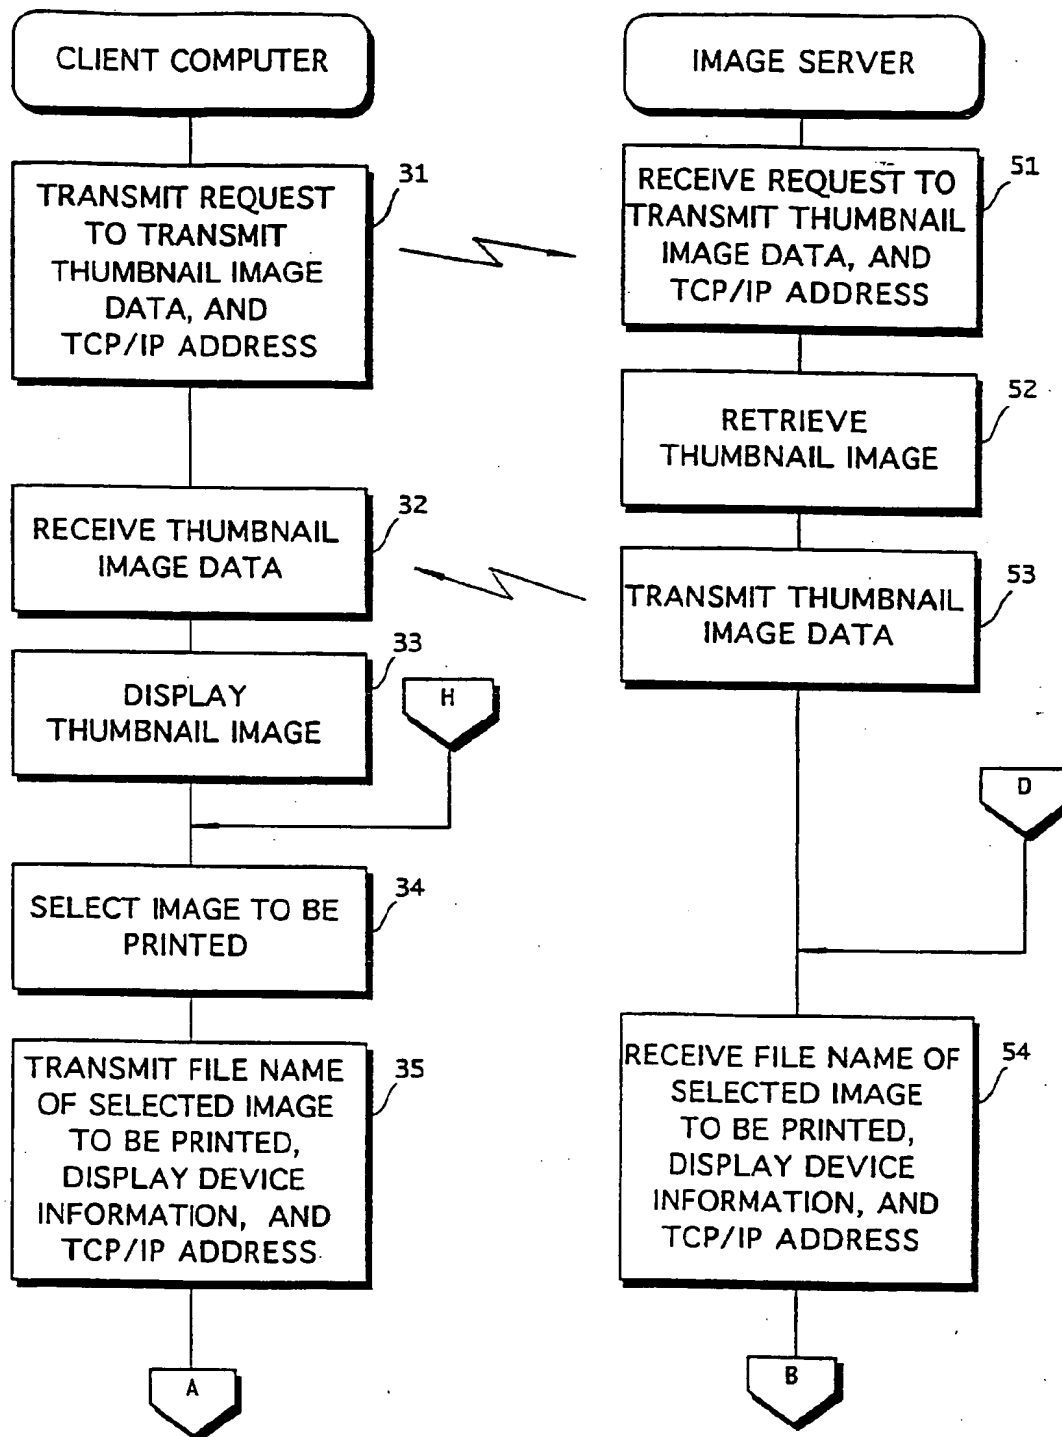 CLIENT COMPUTER
31
TRANSMIT REQUEST
TO TRANSMIT
THUMBNAIL IMAGE
DATA, AND
TCP/IP ADDRESS
32
RECEIVE THUMBNAIL
IMAGE DATA
33
DISPLAY
THUMBNAIL IMAGE
H
34
SELECT IMAGE TO BE
PRINTED
35
TRANSMIT FILE NAME
OF SELECTED IMAGE
TO BE PRINTED,
DISPLAY DEVICE
INFORMATION, AND
TCP/IP ADDRESS
A
IMAGE SERVER
51
RECEIVE REQUEST TO
TRANSMIT THUMBNAIL
IMAGE DATA, AND
TCP/IP ADDRESS
52
RETRIEVE
THUMBNAIL IMAGE
53
TRANSMIT THUMBNAIL
IMAGE DATA
D
54
RECEIVE FILE NAME OF
SELECTED IMAGE
TO BE PRINTED,
DISPLAY DEVICE
INFORMATION, AND
TCP/IP ADDRESS
B